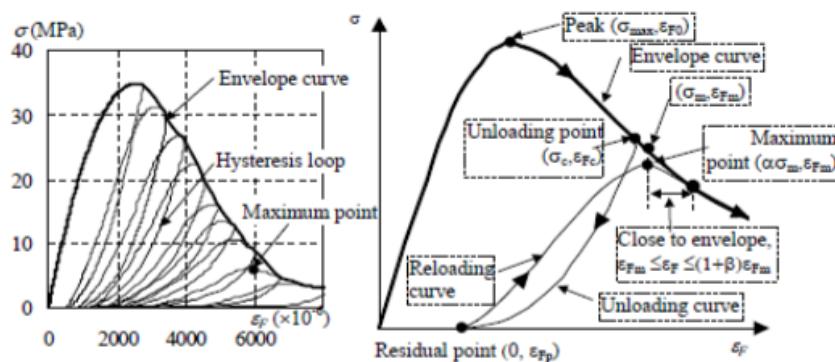 σ (MPa)
40
30
20
10
0
0 2000 4000 6000
ε_F (×10⁻⁶)
Envelope curve
Hysteresis loop
Maximum point
σ
Peak (σmax,εF0)
Envelope curve
(σm,εFm)
Unloading point
(σc,εFc)
Maximum
point (ασm,εFm)
Close to envelope,
εFm ≤εF ≤(1+β)εFm
Reloading
curve
Unloading curve
εF
Residual point (0, εFp)